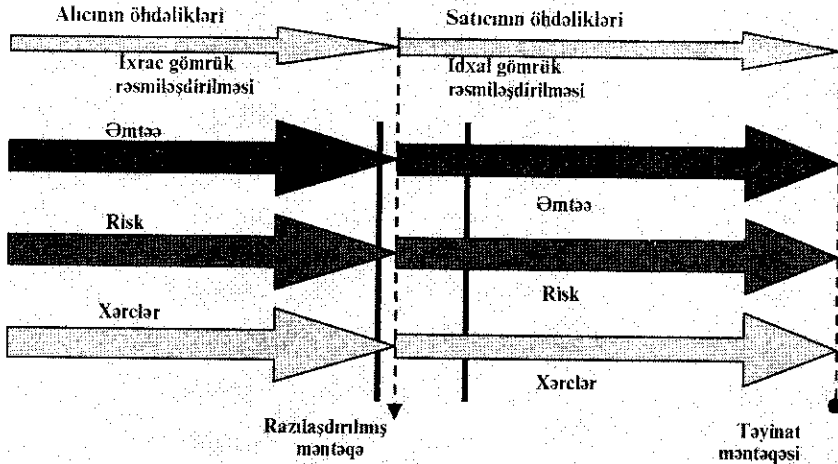 Alıcının öhdəlikləri
Satıcının öhdəlikləri
İxrac gömrük
rəsmiləşdirilməsi
İdxal gömrük
rəsmiləşdirilməsi
Əmtəə
Əmtəə
Risk
Risk
Xərclər
Xərclər
Razılaşdırılmış
məntəqə
Təyinat
məntəqəsi